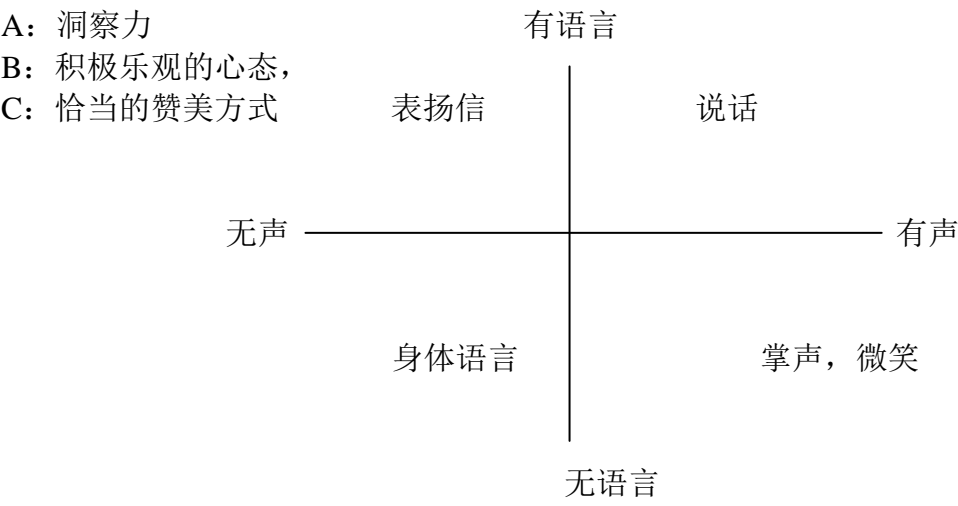 A：洞察力
有语言
B：积极乐观的心态，
C：恰当的赞美方式
表扬信
说话
无声
有声
身体语言
掌声，微笑
无语言